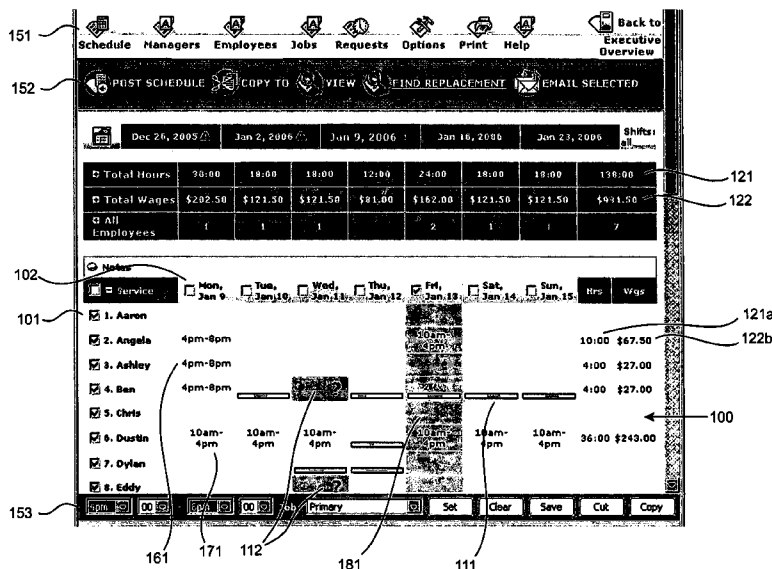 151
Schedule Managers Employees Jobs Requests Options Print Help
Back to
Executive
Overview
152
POST SCHEDULE COPY TO VIEW FIND REPLACEMENT EMAIL SELECTED
Dec 26, 2005 Jan 2, 2006 Jan 9, 2006 Jan 16, 2006 Jan 23, 2006 Shifts:
all
Total Hours 18:00 18:00 12:00 24:00 18:00 18:00 138:00 121
Total Wages $202.50 $121.50 $121.50 $81.00 $162.00 $121.50 $121.50 $931.50 122
All
Employees 1 1 1 2 1 1 7
Notes
102
Service Mon, Jan 9 Tue, Jan 10 Wed, Jan 11 Thu, Jan 12 Fri, Jan 13 Sat, Jan 14 Sun, Jan 15 Hrs Wgs
101 1. Aaron 121a
2. Angela 4pm-8pm 10am-4pm 10:00 $67.50 122b
3. Ashley 4pm-8pm 4:00 $27.00
4. Ben 4pm-8pm 4:00 $27.00
5. Chris 100
6. Dustin 10am-4pm 10am-4pm 10am-4pm 10am-4pm 10am-4pm 10am-4pm 36:00 $243.00
7. Dylan
8. Eddy ?
153 00 00 Job Primary Set Clear Save Cut Copy
161 171 112 181 111